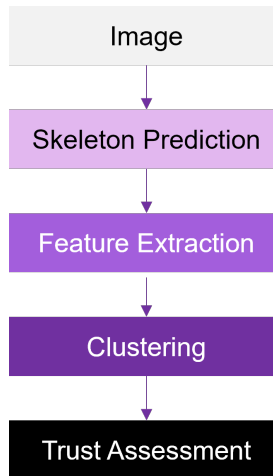 Image
Skeleton Prediction
Feature Extraction
Clustering
Trust Assessment